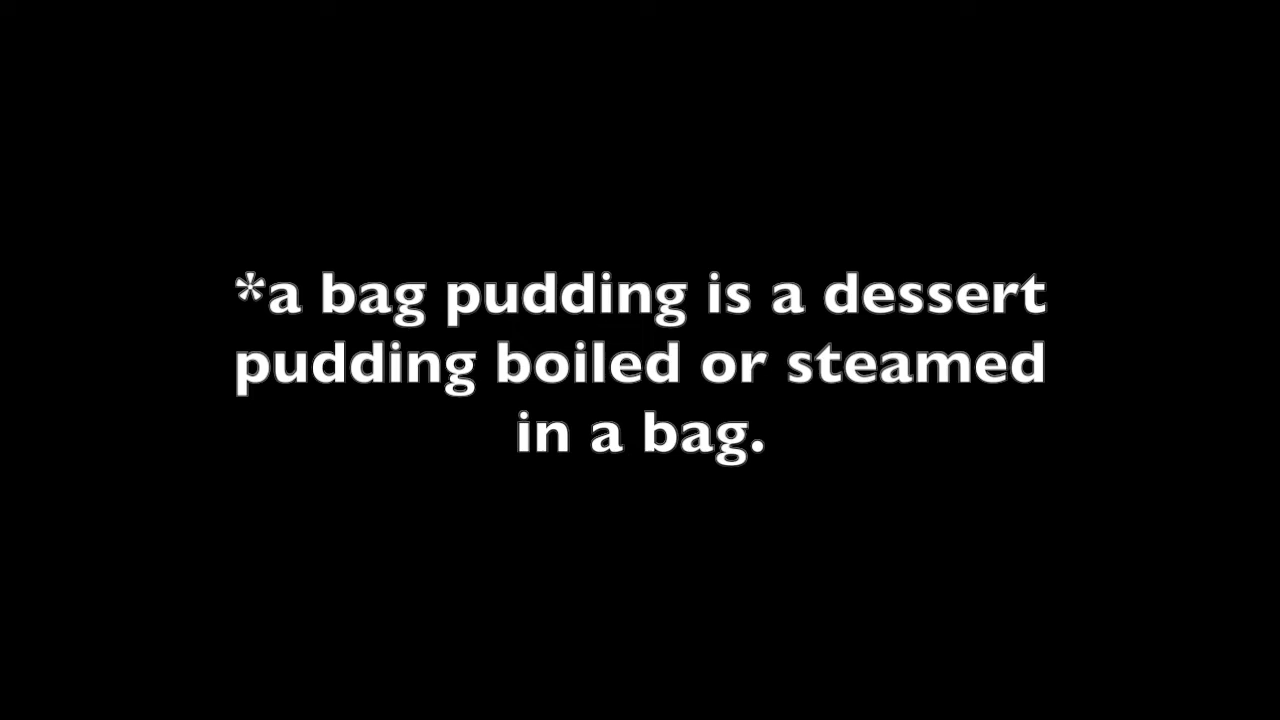 *a bag pudding is a dessert
pudding boiled or steamed
in a bag.